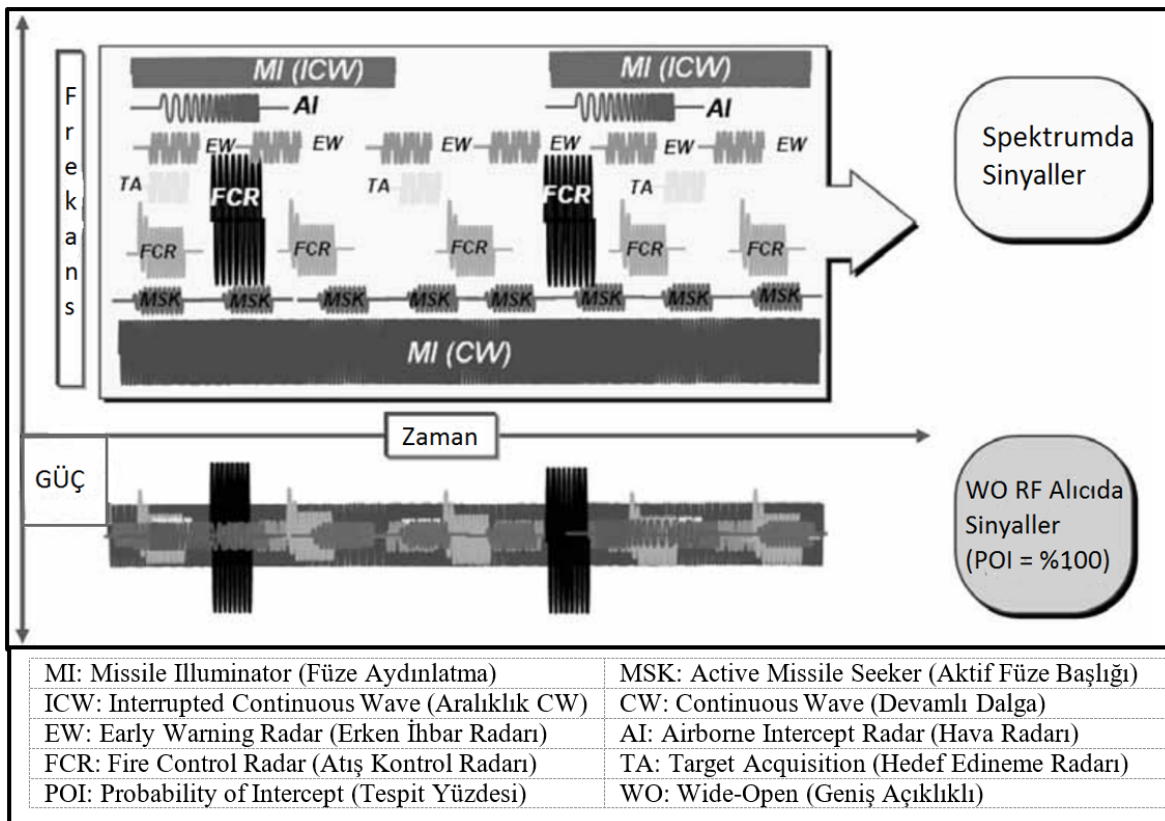 Frekans
MI (ICW) MI (ICW)
AI AI
EW EW EW EW EW
TA FCR TA FCR TA
FCR FCR FCR FCR FCR
MSK MSK MSK MSK MSK MSK MSK MSK
MI (CW)
Spektrumda
Sinyaller
Zaman
GÜÇ
WO RF Alıcıda
Sinyaller
(POI = %100)
MI: Missile Illuminator (Füze Aydınlatma)
MSK: Active Missile Seeker (Aktif Füze Başlığı)
ICW: Interrupted Continuous Wave (Aralıklık CW)
CW: Continuous Wave (Devamlı Dalga)
EW: Early Warning Radar (Erken İhbar Radarı)
AI: Airborne Intercept Radar (Hava Radarı)
FCR: Fire Control Radar (Atış Kontrol Radarı)
TA: Target Acquisition (Hedef Edineme Radarı)
POI: Probability of Intercept (Tespit Yüzdesi)
WO: Wide-Open (Geniş Açıklıklı)